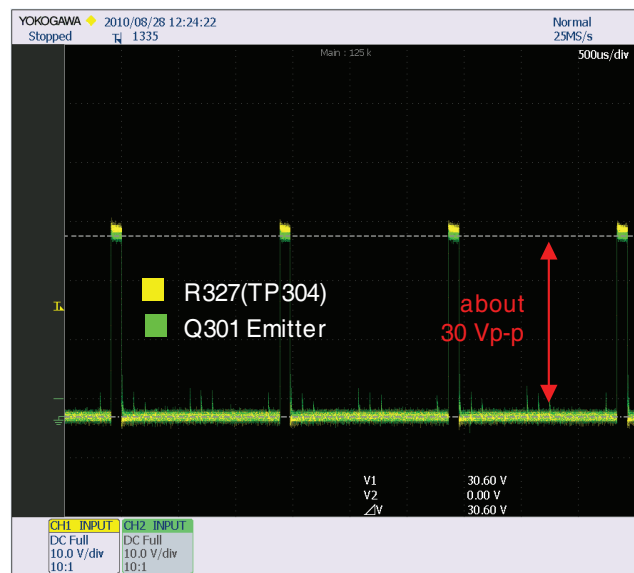 YOKOGAWA 2010/08/28 12:24:22
Normal
Stopped 1335
25MS/s
Main : 125 k
500us/div
R327(TP304)
Q301 Emitter
about
30 Vp-p
V1 30.60 V
V2 0.00 V
⊿V 30.60 V
CH1 INPUT CH2 INPUT
DC Full DC Full
10.0 V/div 10.0 V/div
10:1 10:1